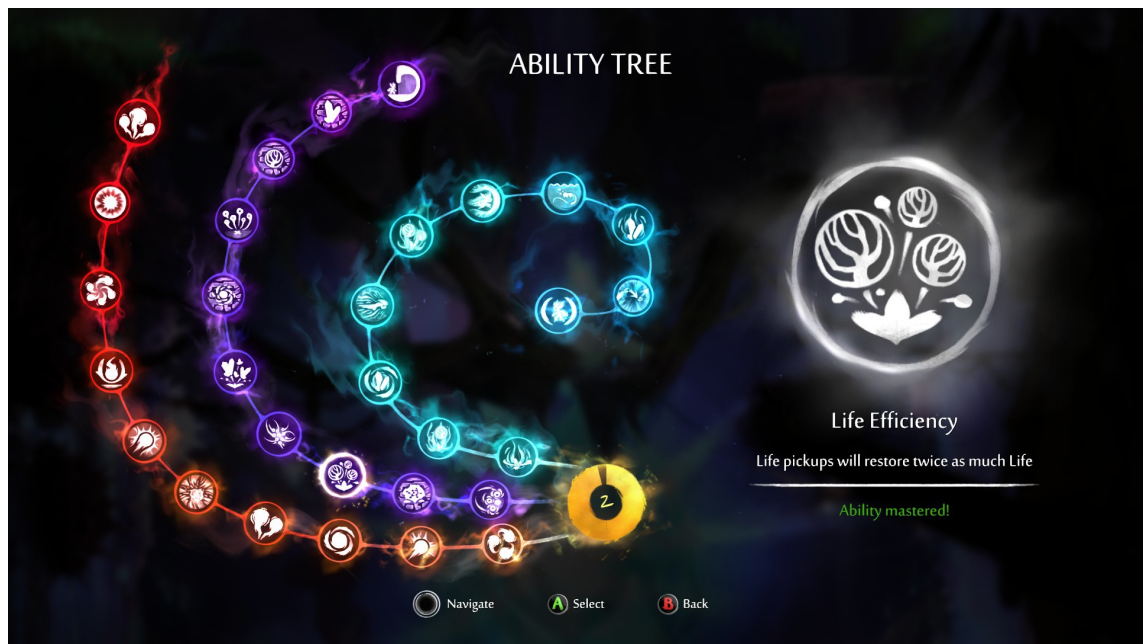 ABILITY TREE
2
Life Efficiency
Life pickups will restore twice as much Life
Ability mastered!
Navigate
A Select
B Back